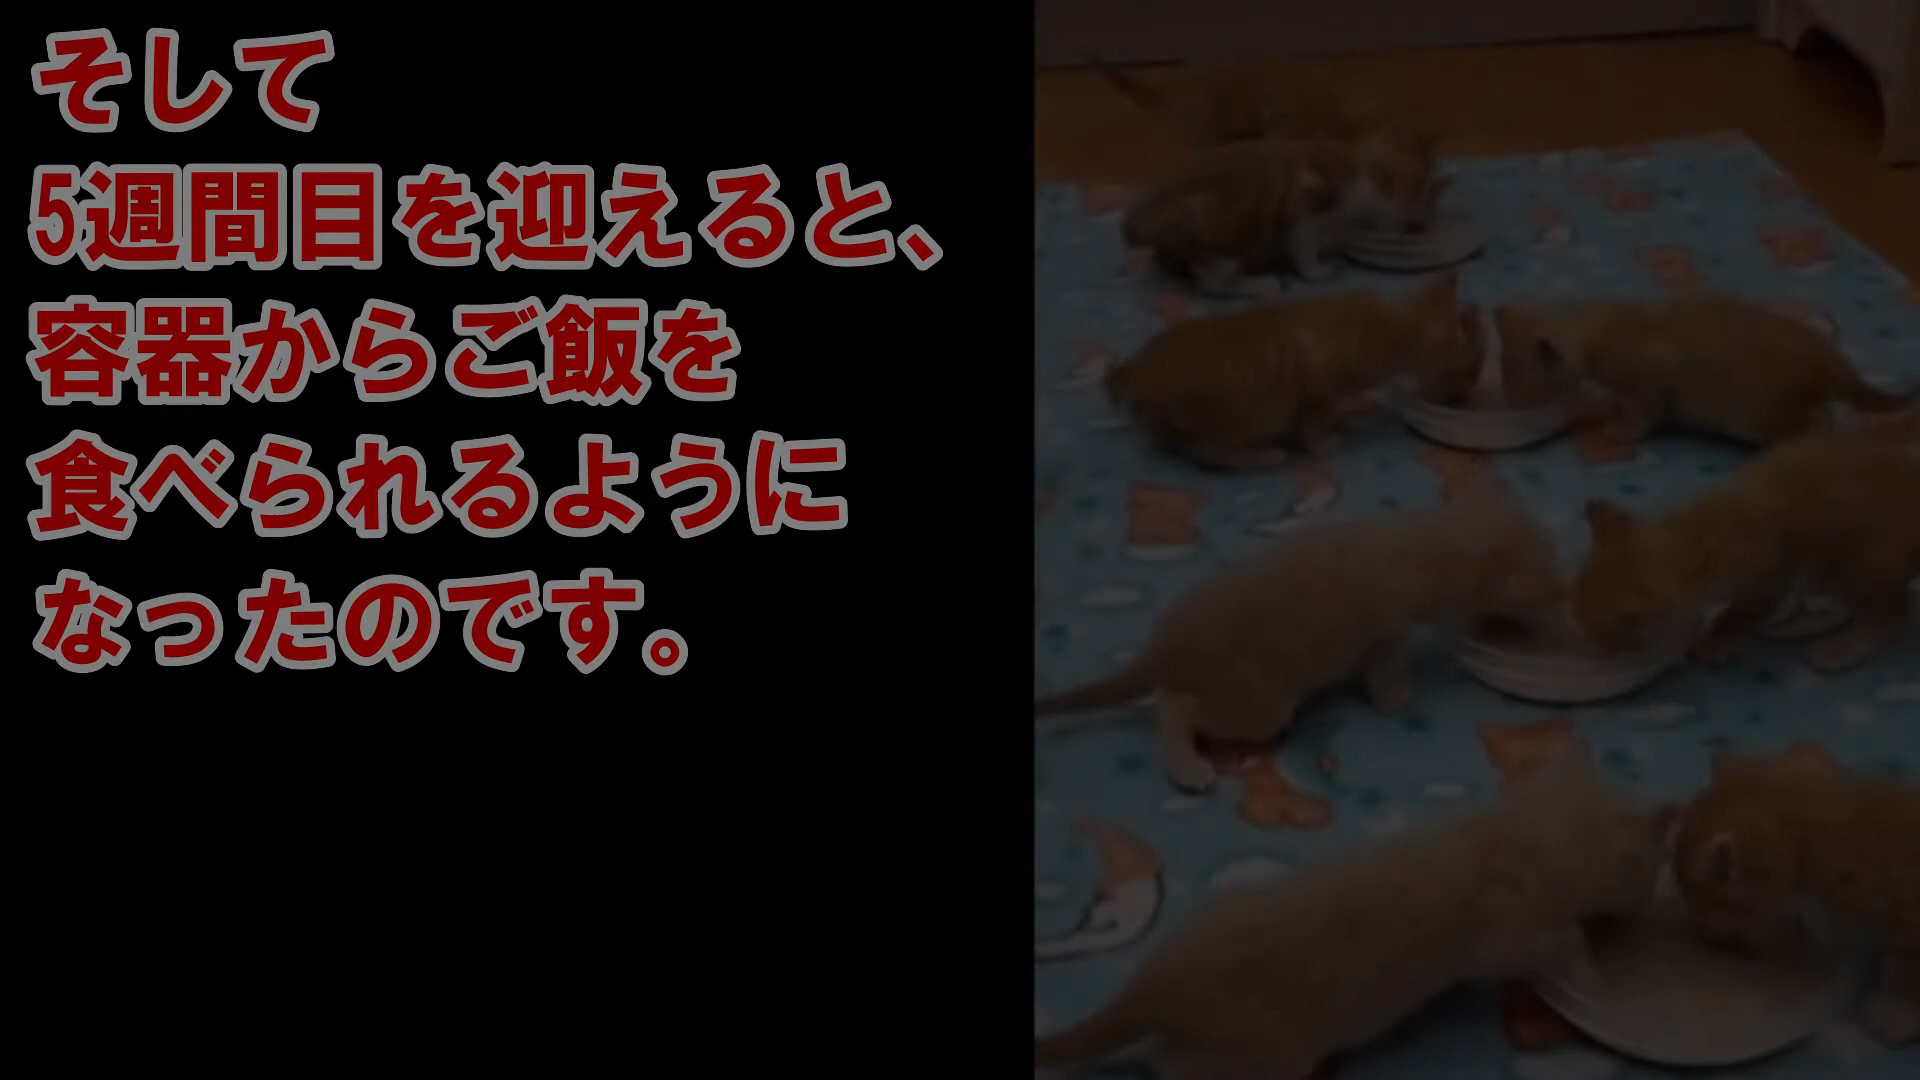 そして
5週間目を迎えると、
容器からご飯を
食べられるように
なったのです。